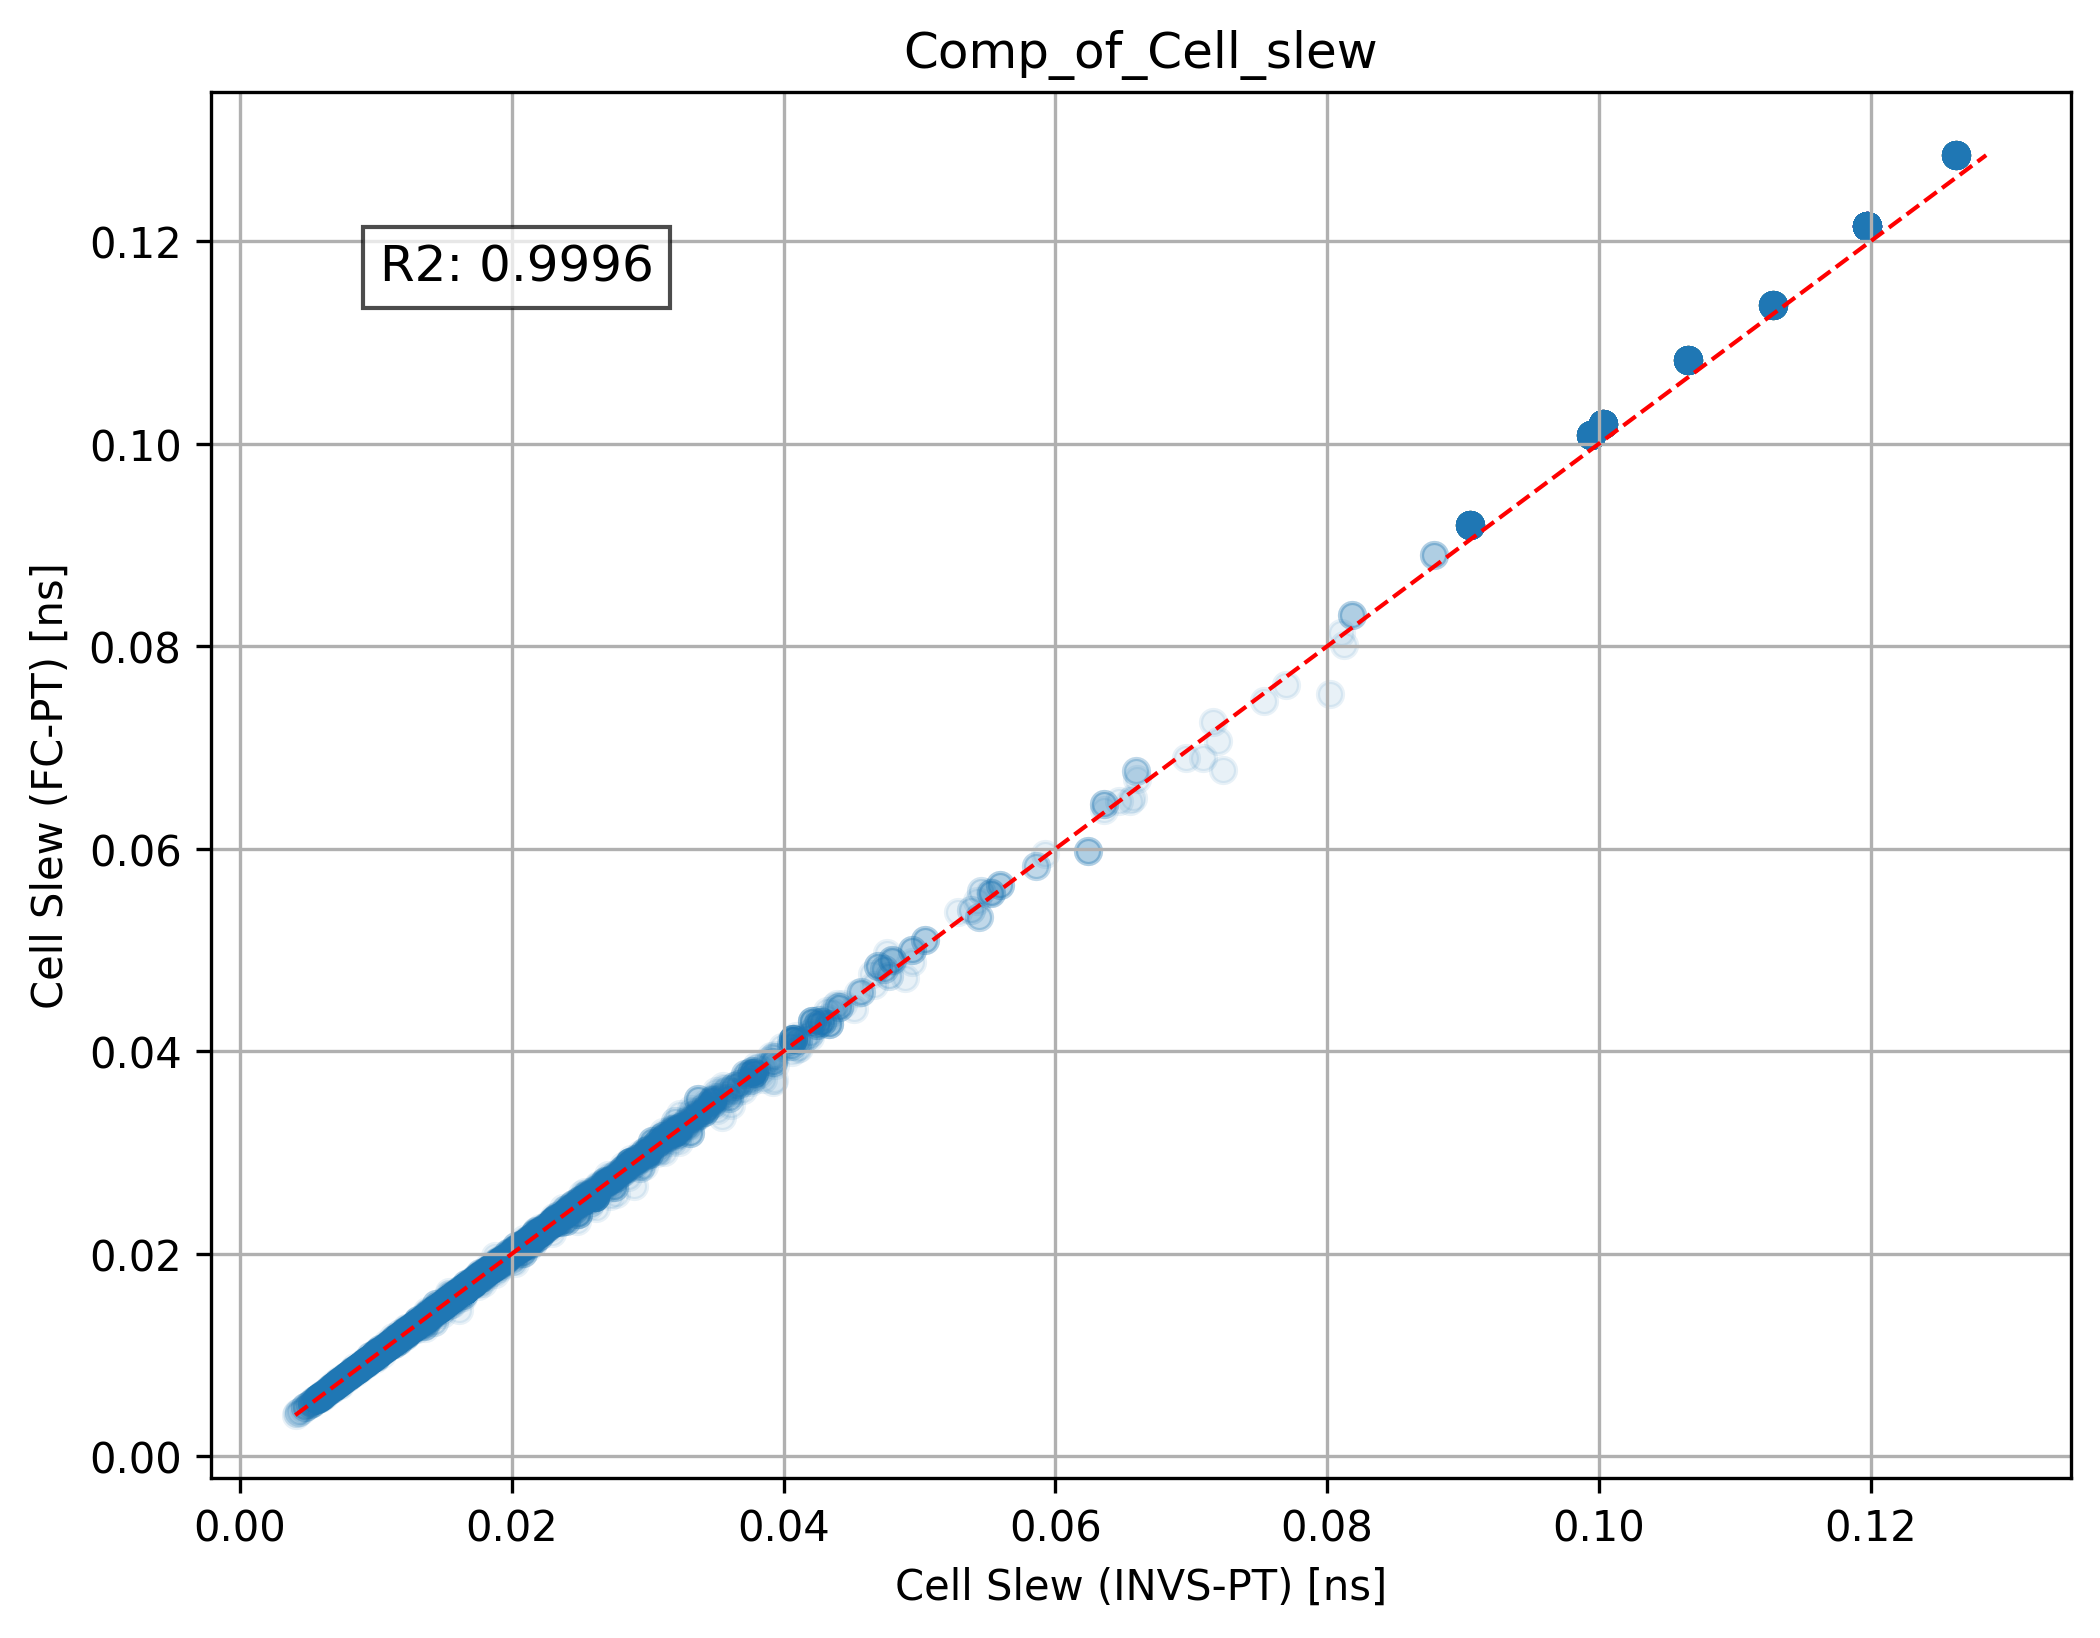 Comp_of_Cell_slew
R2: 0.9996
Cell Slew (FC-PT) [ns]
0.12
0.10
0.08
0.06
0.04
0.02
0.00
0.00 0.02 0.04 0.06 0.08 0.10 0.12
Cell Slew (INVS-PT) [ns]